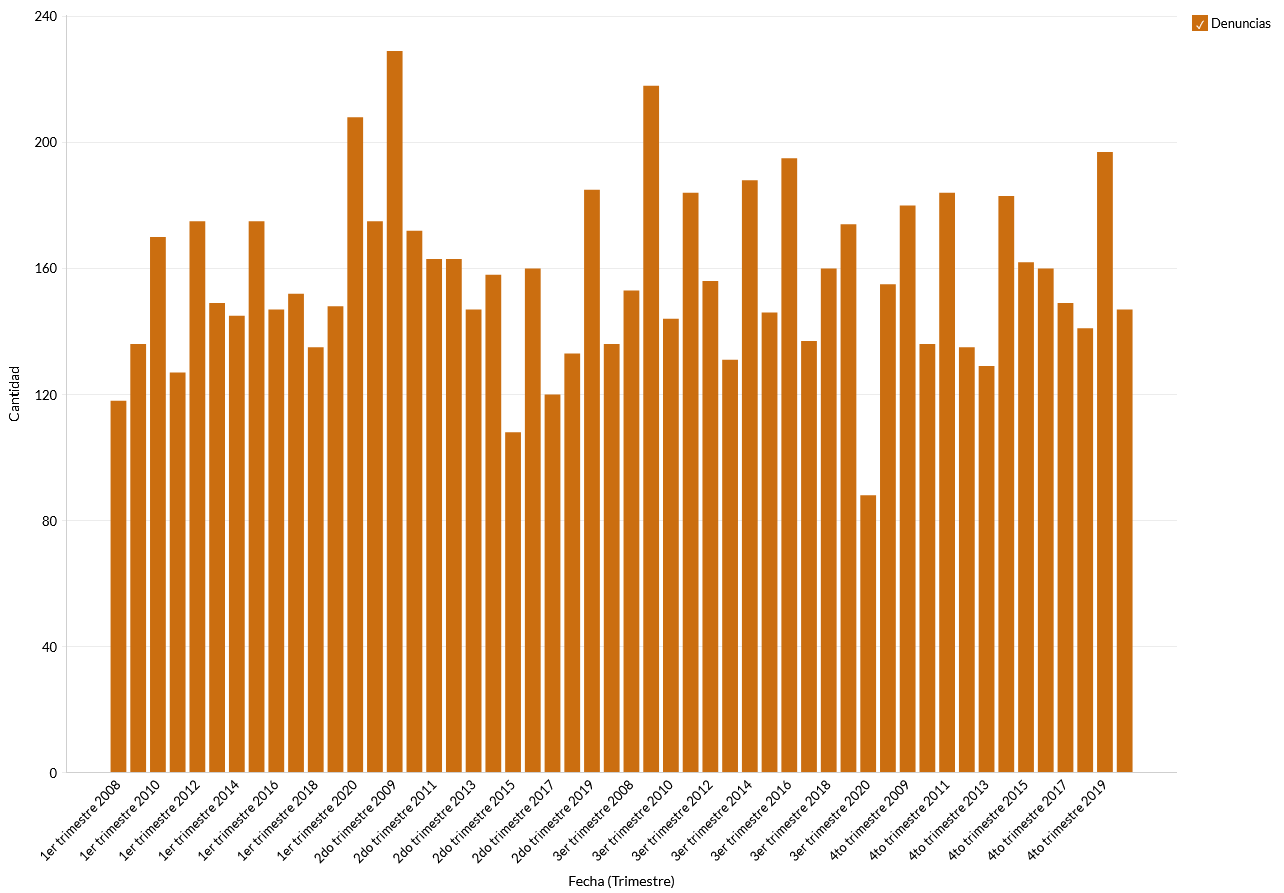 240
200
160
120
80
40
0
Cantidad
1er trimestre 2008
1er trimestre 2010
1er trimestre 2012
1er trimestre 2014
1er trimestre 2016
1er trimestre 2018
1er trimestre 2020
2do trimestre 2009
2do trimestre 2011
2do trimestre 2013
2do trimestre 2015
2do trimestre 2017
2do trimestre 2019
3er trimestre 2008
3er trimestre 2010
3er trimestre 2012
3er trimestre 2014
3er trimestre 2016
3er trimestre 2018
3er trimestre 2020
4to trimestre 2009
4to trimestre 2011
4to trimestre 2013
4to trimestre 2015
4to trimestre 2017
4to trimestre 2019
Fecha (Trimestre)
Denuncias